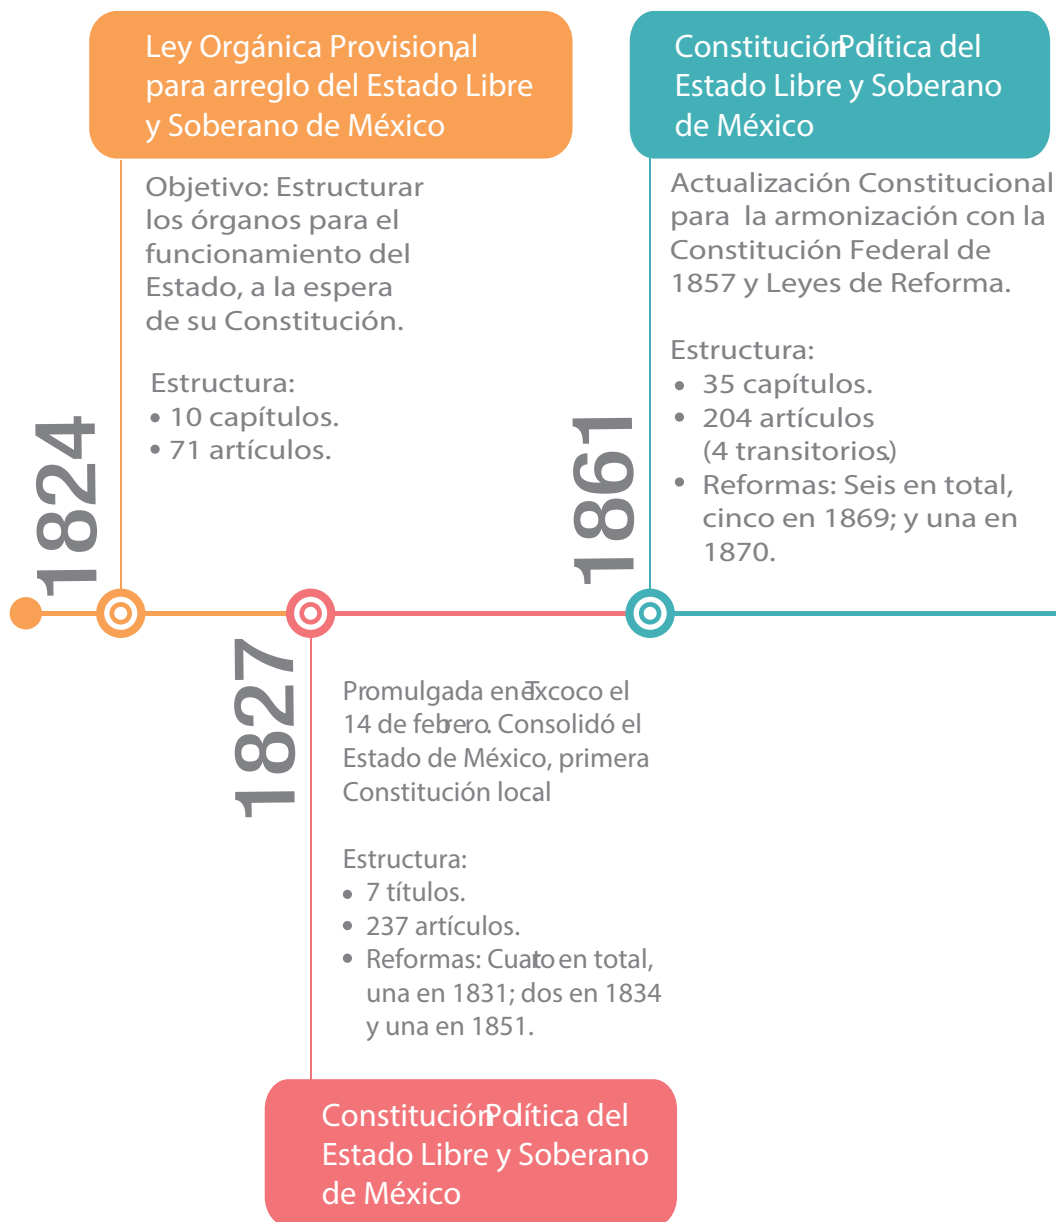 Ley Orgánica Provisional,
para arreglo del Estado Libre
y Soberano de México
Objetivo: Estructurar
los órganos para el
funcionamiento del
Estado, a la espera
de su Constitución.
Estructura:
• 10 capítulos.
• 71 artículos.
1824
Constitución Política del
Estado Libre y Soberano
de México
Actualización Constitucional
para la armonización con la
Constitución Federal de
1857 y Leyes de Reforma.
Estructura:
• 35 capítulos.
• 204 artículos
(4 transitorios.)
• Reformas: Seis en total,
cinco en 1869; y una en
1870.
1861
1827
Promulgada en Texcoco el
14 de febrero. Consolidó el
Estado de México, primera
Constitución local.
Estructura:
• 7 títulos.
• 237 artículos.
• Reformas: Cuatro en total,
una en 1831; dos en 1834
y una en 1851.
Constitución Política del
Estado Libre y Soberano
de México